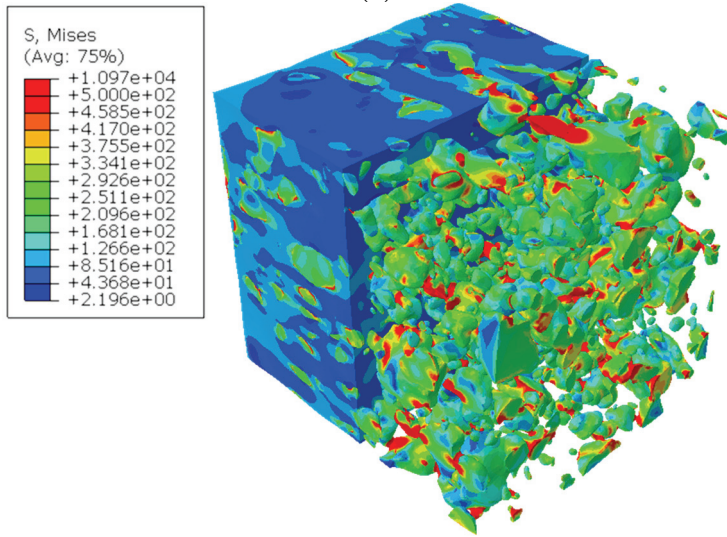 S, Mises
(Avg: 75%)
+1.097e+04
+5.000e+02
+4.585e+02
+4.170e+02
+3.755e+02
+3.341e+02
+2.926e+02
+2.511e+02
+2.096e+02
+1.681e+02
+1.266e+02
+8.516e+01
+4.368e+01
+2.196e+00